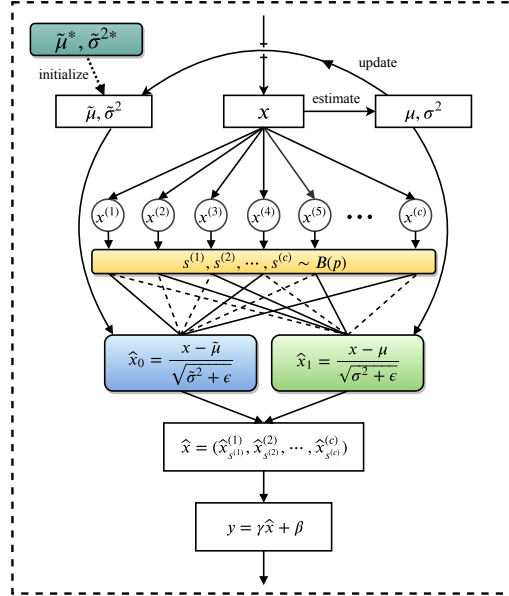 μ̃*, σ̃²*
initialize
update
μ̃, σ̃²
x
estimate
μ, σ²
x⁽¹⁾ x⁽²⁾ x⁽³⁾ x⁽⁴⁾ x⁽⁵⁾ ••• x⁽ᶜ⁾
s⁽¹⁾, s⁽²⁾, ⋯, s⁽ᶜ⁾ ~ B(p)
x̂₀ = (x − μ̃) / √(σ̃² + ϵ)
x̂₁ = (x − μ) / √(σ² + ϵ)
x̂ = (x̂⁽¹⁾_{s⁽¹⁾}, x̂⁽²⁾_{s⁽²⁾}, ⋯, x̂⁽ᶜ⁾_{s⁽ᶜ⁾})
y = γx̂ + β